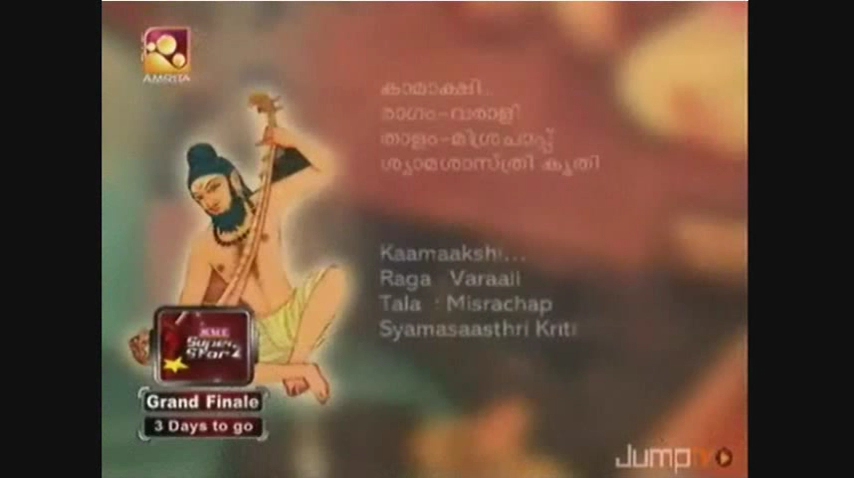 AMRITA
കാമാക്ഷി..
രാഗം-വരാളി
താളം-മിശ്രചാപ്പ്
ശ്യാമശാസ്ത്രി കൃതി
Kaamaakshi...
Raga : Varaali
Tala : Misrachap
Syamasaasthri Kriti
Super
Star 2
Grand Finale
3 Days to go
JumpTV